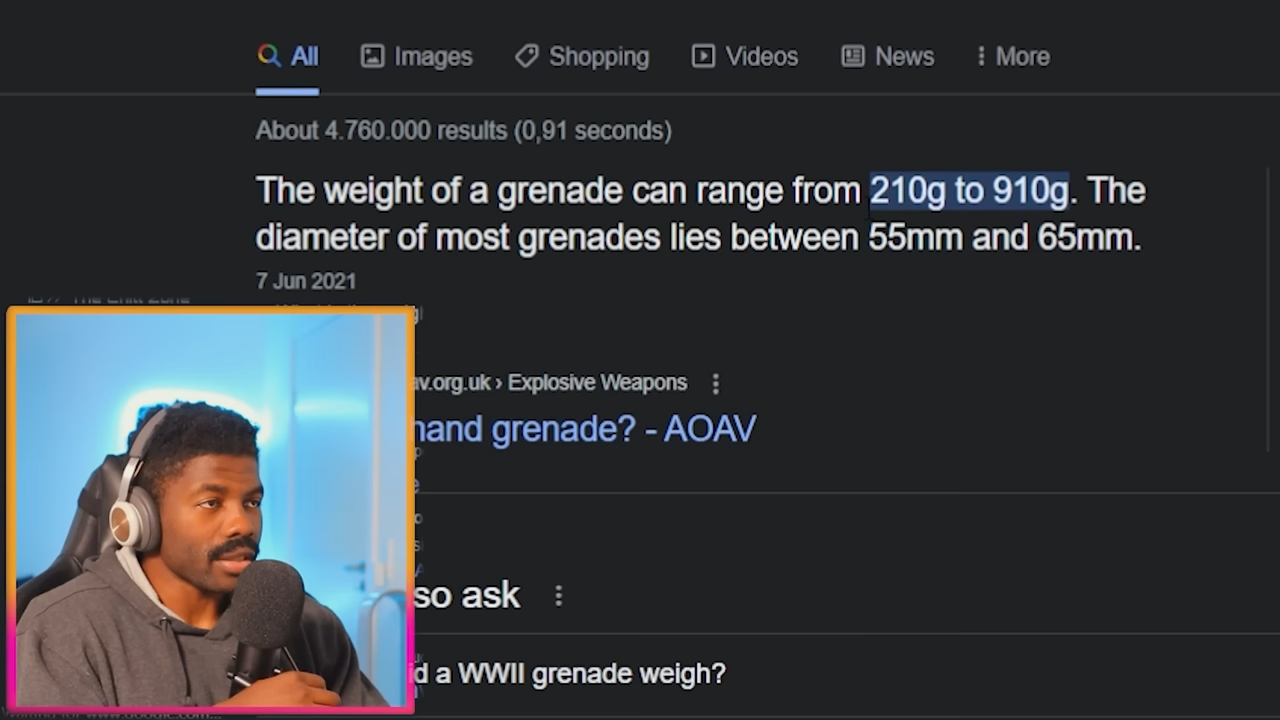 All Images Shopping Videos News More
About 4.760.000 results (0,91 seconds)
The weight of a grenade can range from 210g to 910g. The
diameter of most grenades lies between 55mm and 65mm.
7 Jun 2021
av.org.uk › Explosive Weapons
hand grenade? - AOAV
so ask
id a WWII grenade weigh?